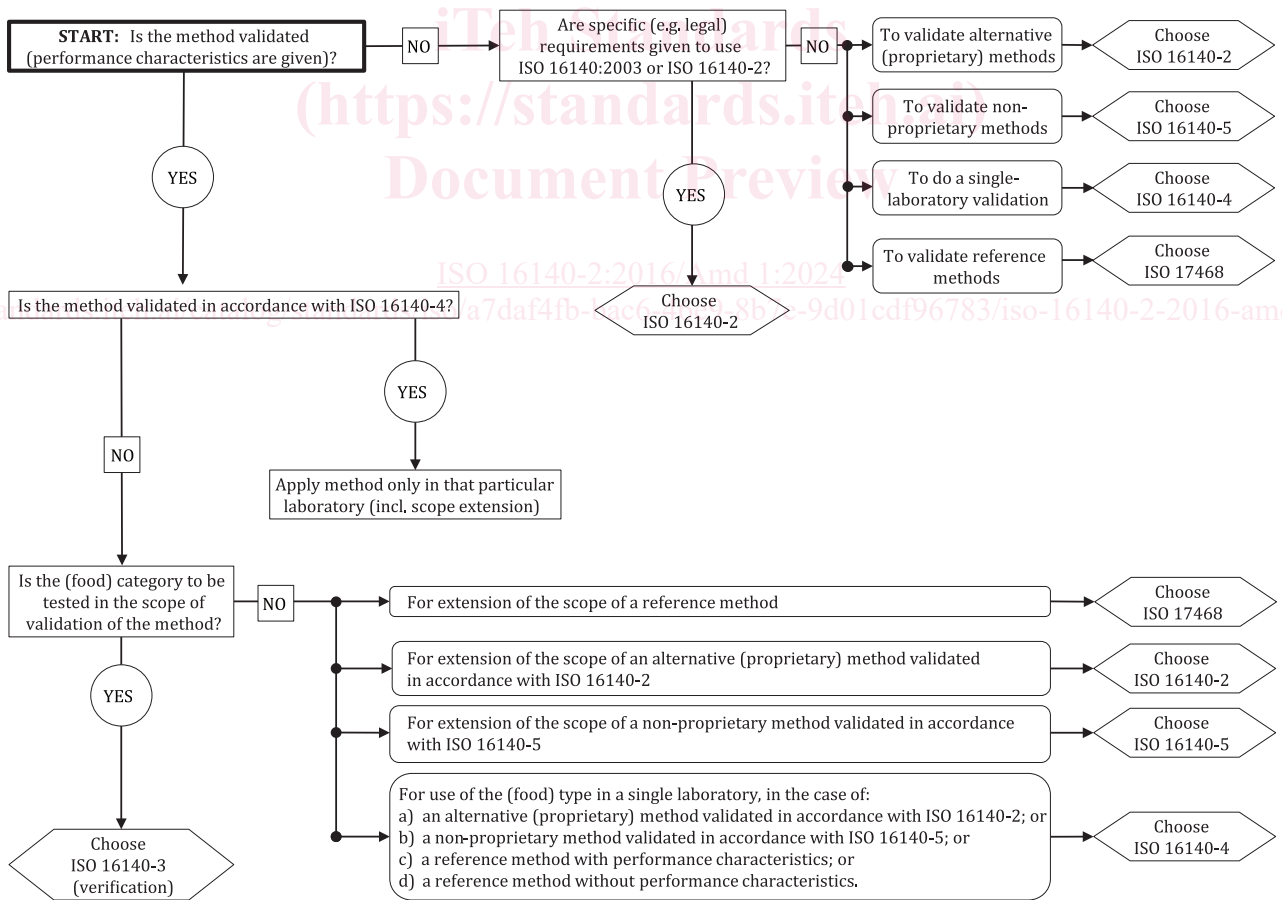 START: Is the method validated
(performance characteristics are given)?
NO
Are specific (e.g. legal)
requirements given to use
ISO 16140:2003 or ISO 16140-2?
NO
To validate alternative
(proprietary) methods
Choose
ISO 16140-2
To validate non-
proprietary methods
Choose
ISO 16140-5
To do a single-
laboratory validation
Choose
ISO 16140-4
To validate reference
methods
Choose
ISO 17468
YES
YES
Choose
ISO 16140-2
iTeh Standards
(https://standards.iteh.ai)
Document Preview
ISO 16140-2:2016/Amd 1:2024
9d01cdf96783/iso-16140-2-2016-am
Is the method validated in accordance with ISO 16140-4?
YES
NO
Apply method only in that particular
laboratory (incl. scope extension)
Is the (food) category to be
tested in the scope of
validation of the method?
NO
For extension of the scope of a reference method
Choose
ISO 17468
For extension of the scope of an alternative (proprietary) method validated
in accordance with ISO 16140-2
Choose
ISO 16140-2
For extension of the scope of a non-proprietary method validated in accordance
with ISO 16140-5
Choose
ISO 16140-5
For use of the (food) type in a single laboratory, in the case of:
a) an alternative (proprietary) method validated in accordance with ISO 16140-2; or
b) a non-proprietary method validated in accordance with ISO 16140-5; or
c) a reference method with performance characteristics; or
d) a reference method without performance characteristics.
Choose
ISO 16140-4
YES
Choose
ISO 16140-3
(verification)